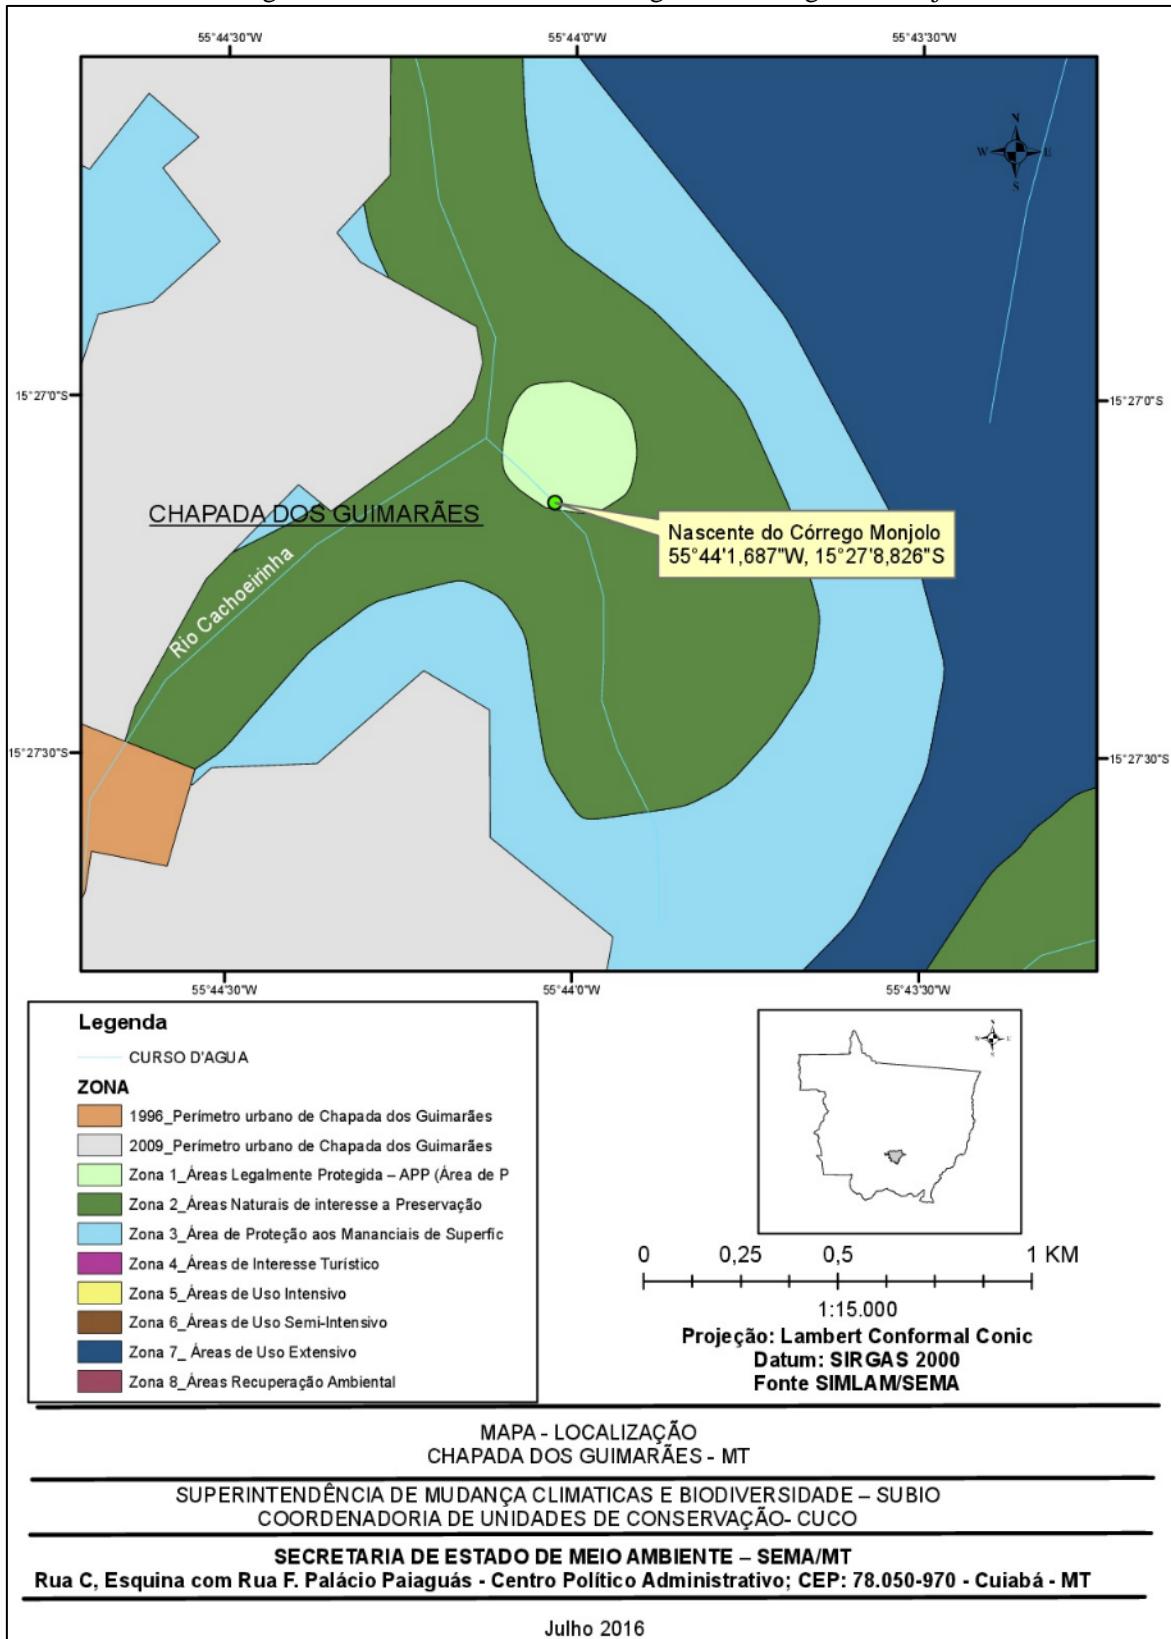 55°44'30"W 55°44'0"W 55°43'30"W
N
W E
S
15°27'0"S 15°27'0"S
CHAPADA DOS GUIMARÃES
Nascente do Córrego Monjolo
55°44'1,687"W, 15°27'8,826"S
Rio Cachoeirinha
15°27'30"S 15°27'30"S
55°44'30"W 55°44'0"W 55°43'30"W
Legenda
CURSO D'AGUA
ZONA
1996_Perímetro urbano de Chapada dos Guimarães
2009_Perímetro urbano de Chapada dos Guimarães
Zona 1_Áreas Legalmente Protegida – APP (Área de P
Zona 2_Áreas Naturais de interesse a Preservação
Zona 3_Área de Proteção aos Mananciais de Superfíc
Zona 4_Áreas de Interesse Turístico
Zona 5_Áreas de Uso Intensivo
Zona 6_Áreas de Uso Semi-Intensivo
Zona 7_ Áreas de Uso Extensivo
Zona 8_Áreas Recuperação Ambiental
N
W E
S
0 0,25 0,5 1 KM
1:15.000
Projeção: Lambert Conformal Conic
Datum: SIRGAS 2000
Fonte SIMLAM/SEMA
MAPA - LOCALIZAÇÃO
CHAPADA DOS GUIMARÃES - MT
SUPERINTENDÊNCIA DE MUDANÇA CLIMATICAS E BIODIVERSIDADE – SUBIO
COORDENADORIA DE UNIDADES DE CONSERVAÇÃO- CUCO
SECRETARIA DE ESTADO DE MEIO AMBIENTE – SEMA/MT
Rua C, Esquina com Rua F. Palácio Paiaguás - Centro Político Administrativo; CEP: 78.050-970 - Cuiabá - MT
Julho 2016